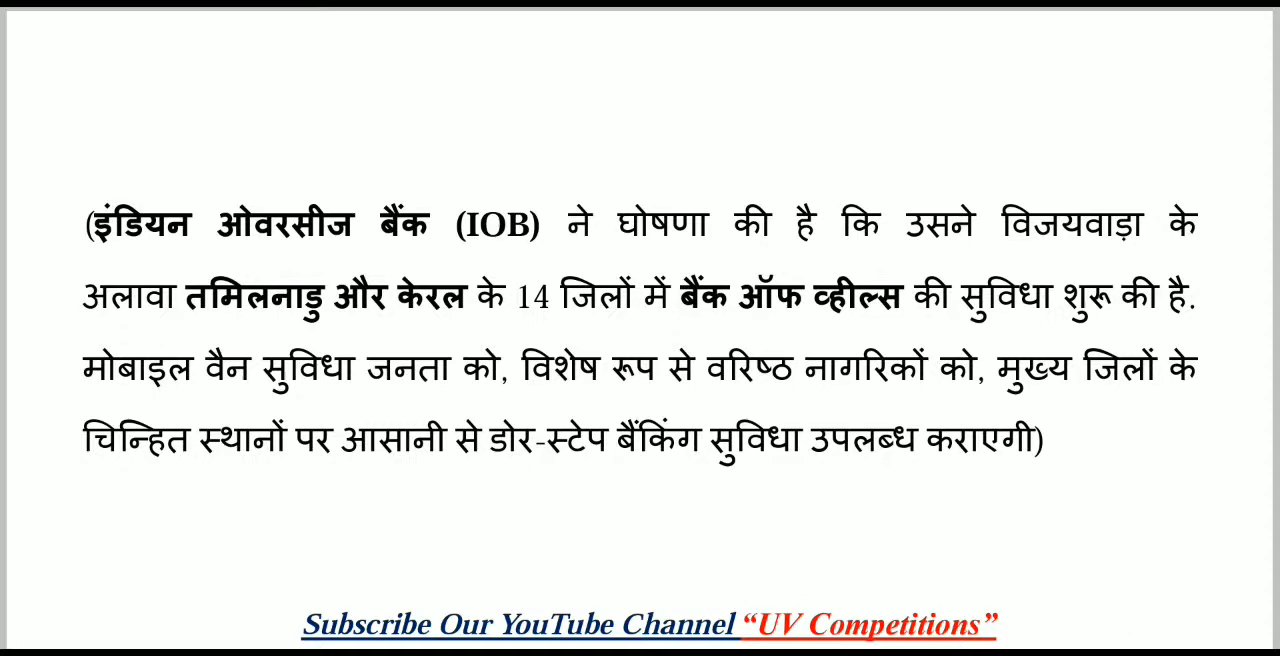 (इंडियन ओवरसीज बैंक (IOB) ने घोषणा की है कि उसने विजयवाड़ा के
अलावा तमिलनाडु और केरल के 14 जिलों में बैंक ऑफ व्हील्स की सुविधा शुरू की है.
मोबाइल वैन सुविधा जनता को, विशेष रूप से वरिष्ठ नागरिकों को, मुख्य जिलों के
चिन्हित स्थानों पर आसानी से डोर-स्टेप बैंकिंग सुविधा उपलब्ध कराएगी)
Subscribe Our YouTube Channel “UV Competitions”